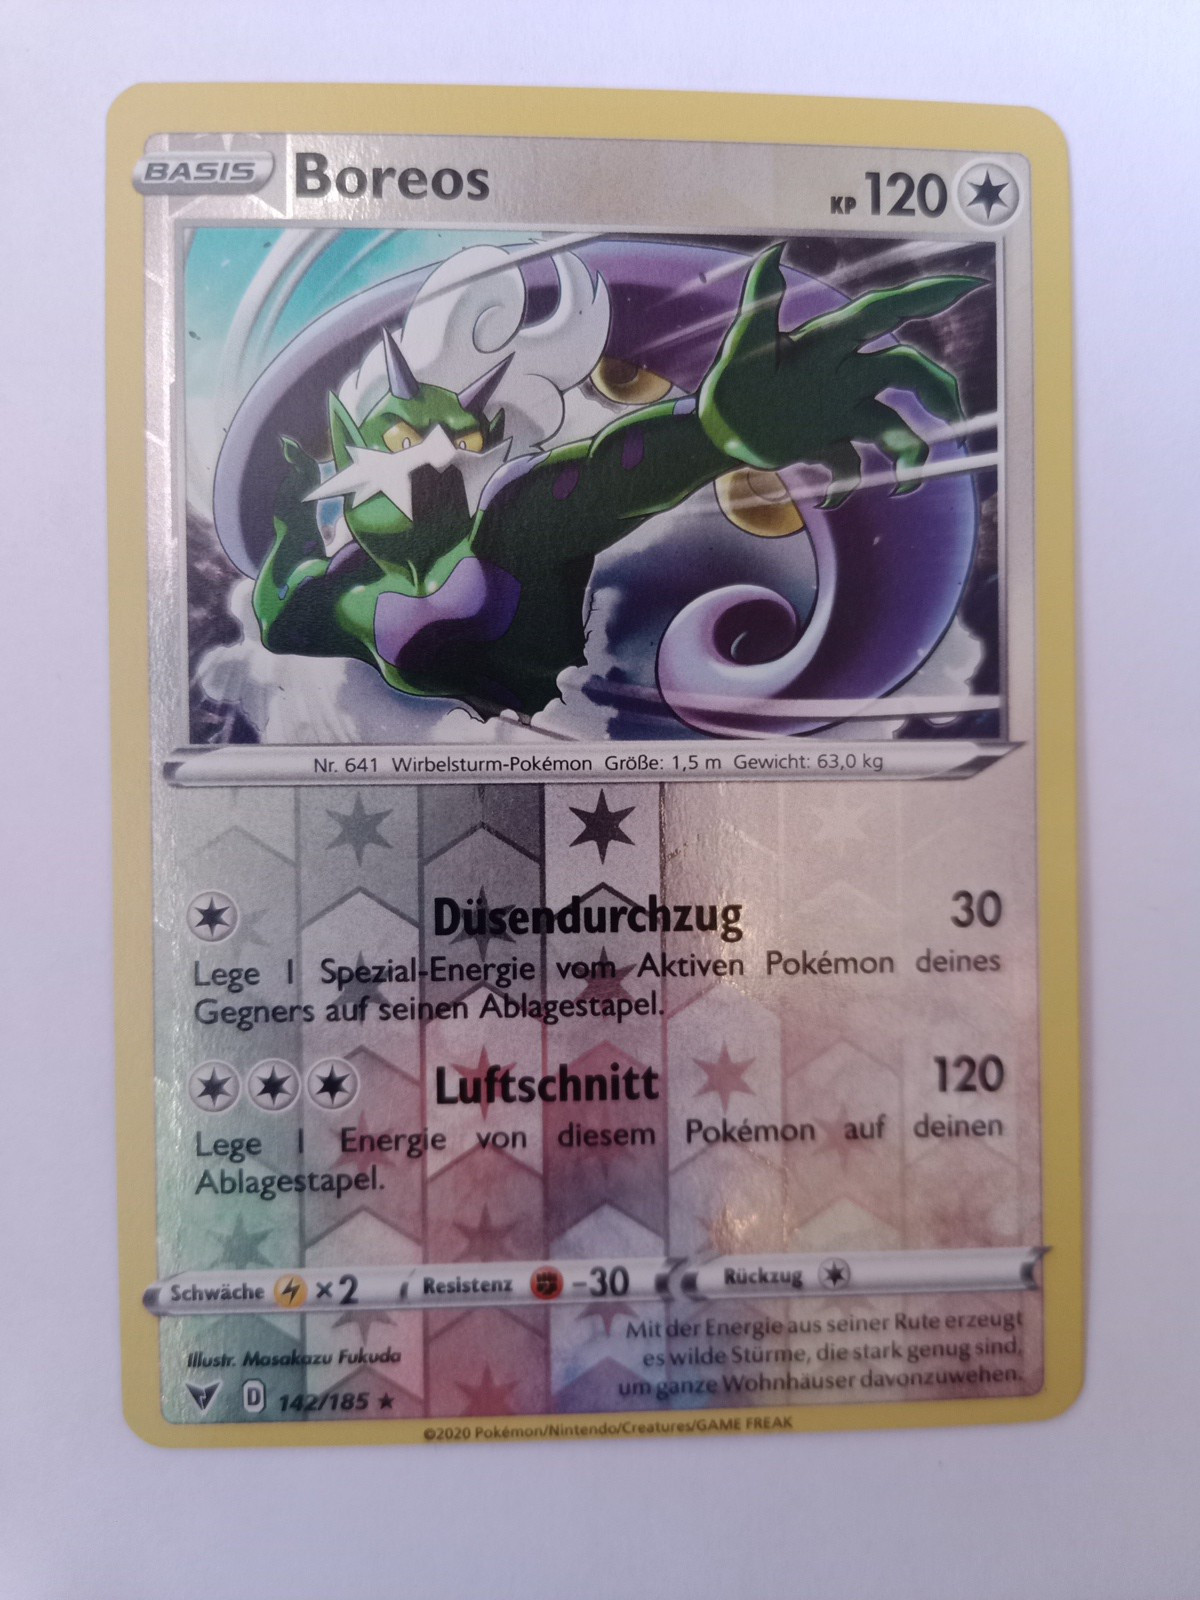 BASIS Boreos KP 120
Nr. 641 Wirbelsturm-Pokémon Größe: 1,5 m Gewicht: 63,0 kg
Düsendurchzug 30
Lege 1 Spezial-Energie vom Aktiven Pokémon deines
Gegners auf seinen Ablagestapel.
Luftschnitt 120
Lege 1 Energie von diesem Pokémon auf deinen
Ablagestapel.
Schwäche ×2 Resistenz -30 Rückzug
Mit der Energie aus seiner Rute erzeugt
es wilde Stürme, die stark genug sind,
um ganze Wohnhäuser davonzuwehen.
Illustr. Masakazu Fukuda
D 142/185 ★
©2020 Pokémon/Nintendo/Creatures/GAME FREAK